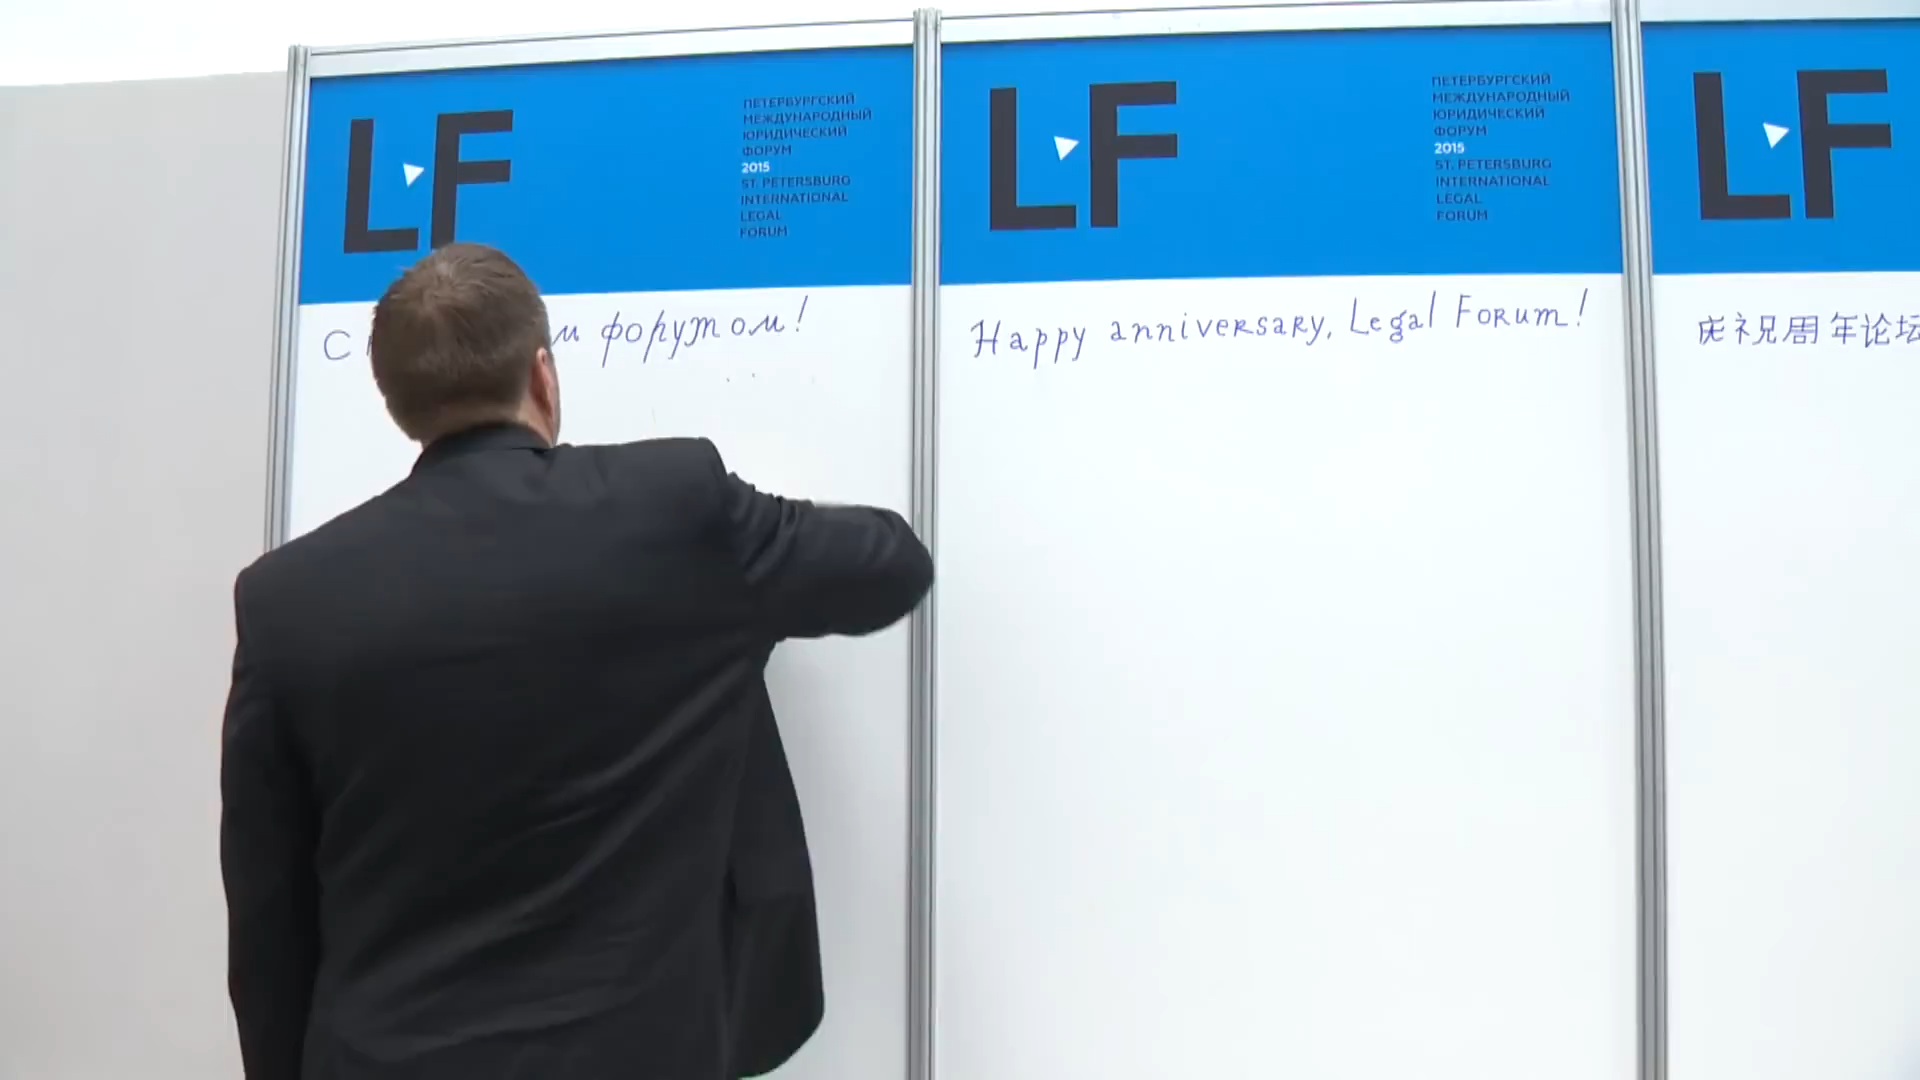 LF
ПЕТЕРБУРГСКИЙ
МЕЖДУНАРОДНЫЙ
ЮРИДИЧЕСКИЙ
ФОРУМ
2015
ST. PETERSBURG
INTERNATIONAL
LEGAL
FORUM
С форумом!
LF
ПЕТЕРБУРГСКИЙ
МЕЖДУНАРОДНЫЙ
ЮРИДИЧЕСКИЙ
ФОРУМ
2015
ST. PETERSBURG
INTERNATIONAL
LEGAL
FORUM
Happy anniversary, Legal Forum!
LF
庆祝周年论坛